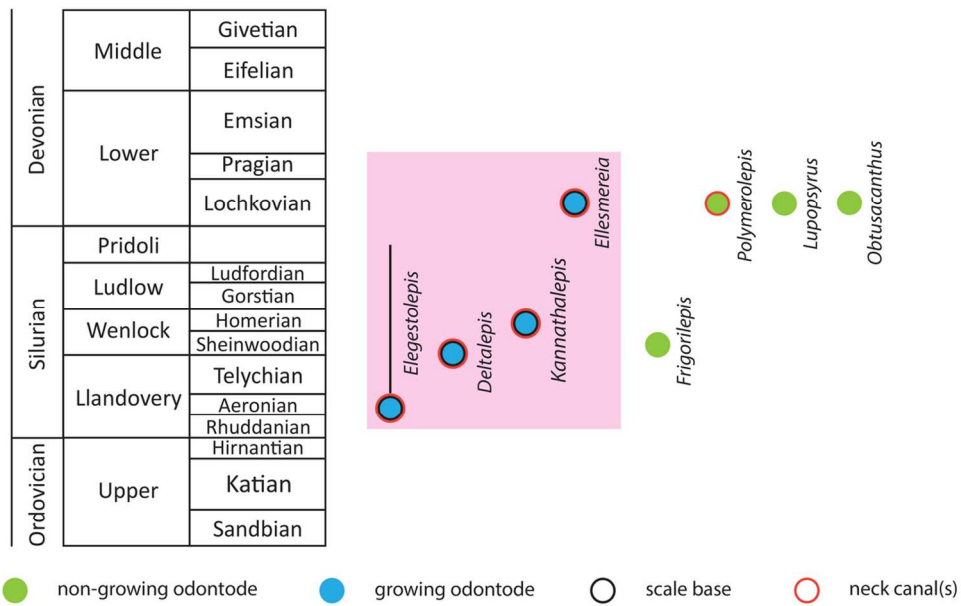 Devonian
Silurian
Ordovician
Middle
Lower
Pridoli
Ludlow
Wenlock
Llandovery
Upper
Givetian
Eifelian
Emsian
Pragian
Lochkovian
Ludfordian
Gorstian
Homerian
Sheinwoodian
Telychian
Aeronian
Rhuddanian
Hirnantian
Katian
Sandbian
Elegestolepis
Deltalepis
Kannathalepis
Ellesmereia
Frigorilepis
Polymerolepis
Lupopsyrus
Obtusacanthus
non-growing odontode
growing odontode
scale base
neck canal(s)